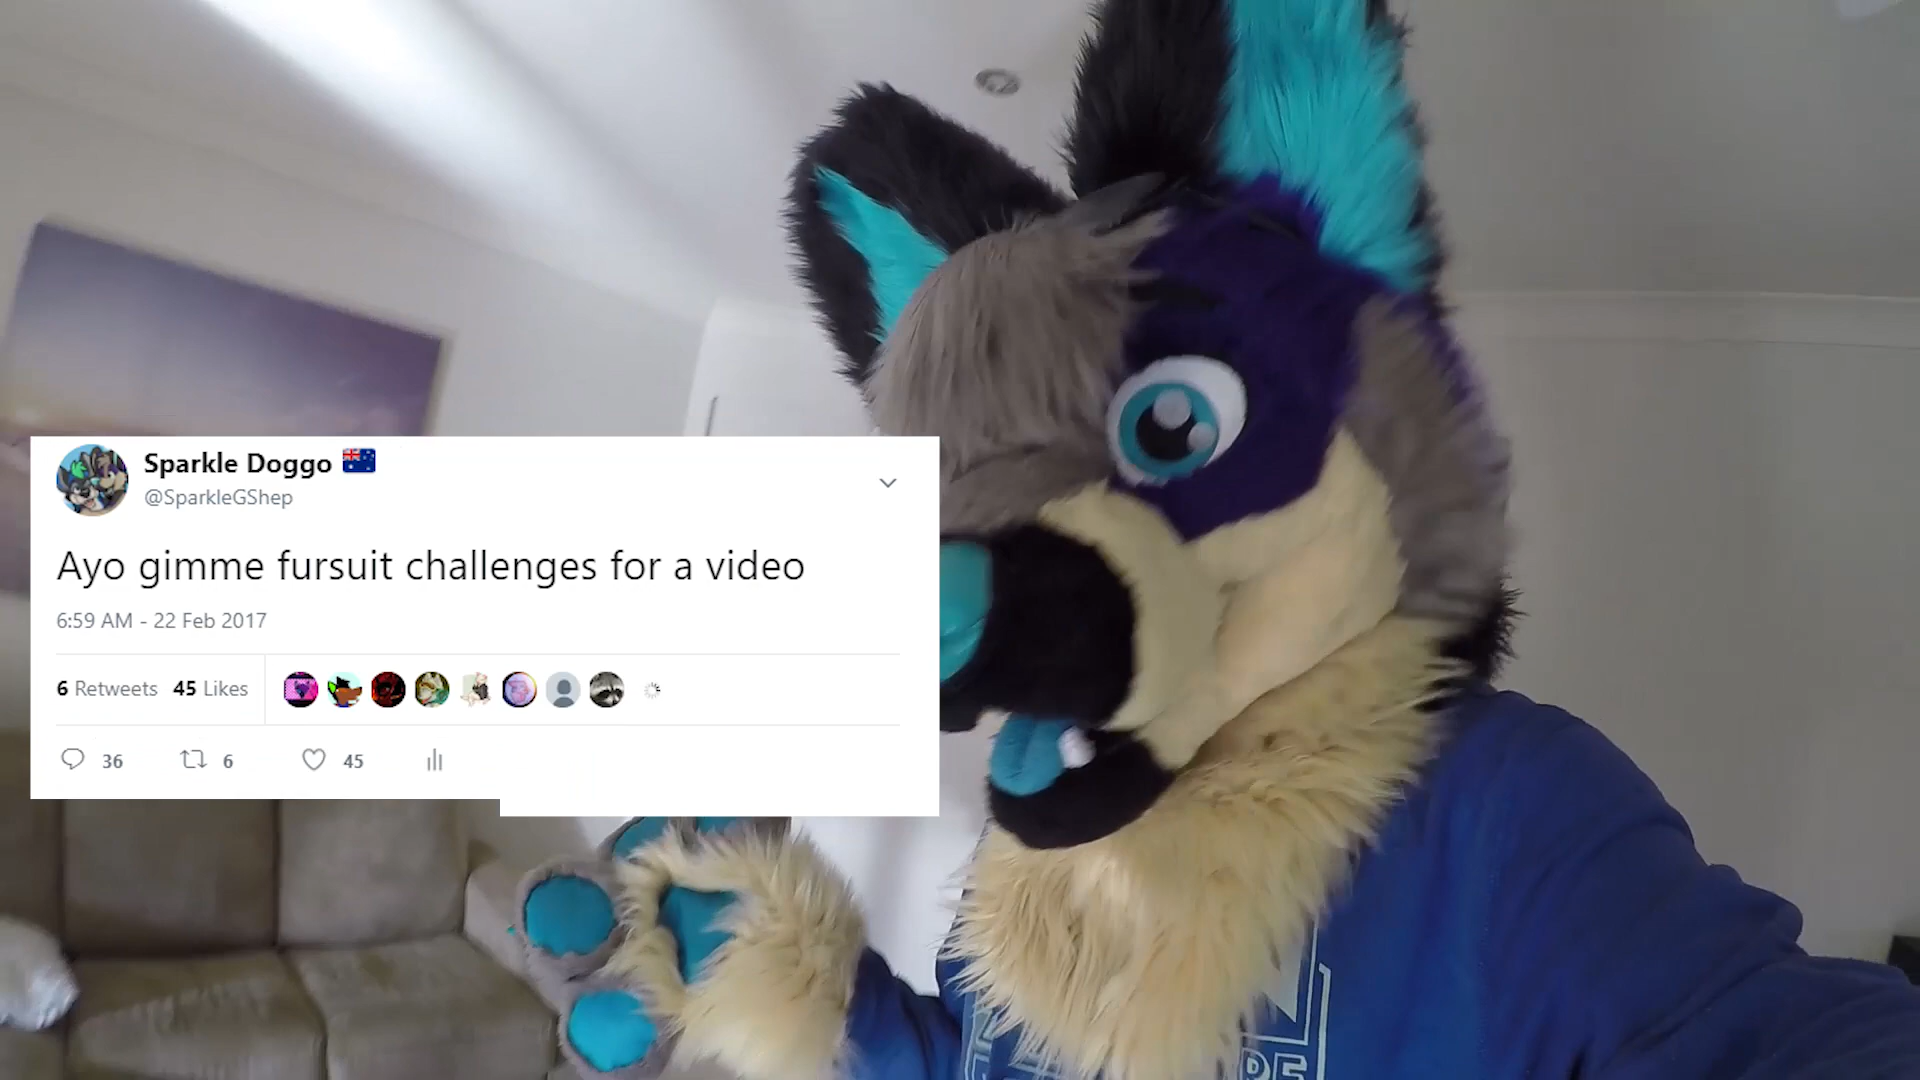 Sparkle Doggo
@SparkleGShep
Ayo gimme fursuit challenges for a video
6:59 AM - 22 Feb 2017
6 Retweets 45 Likes
36 6 45